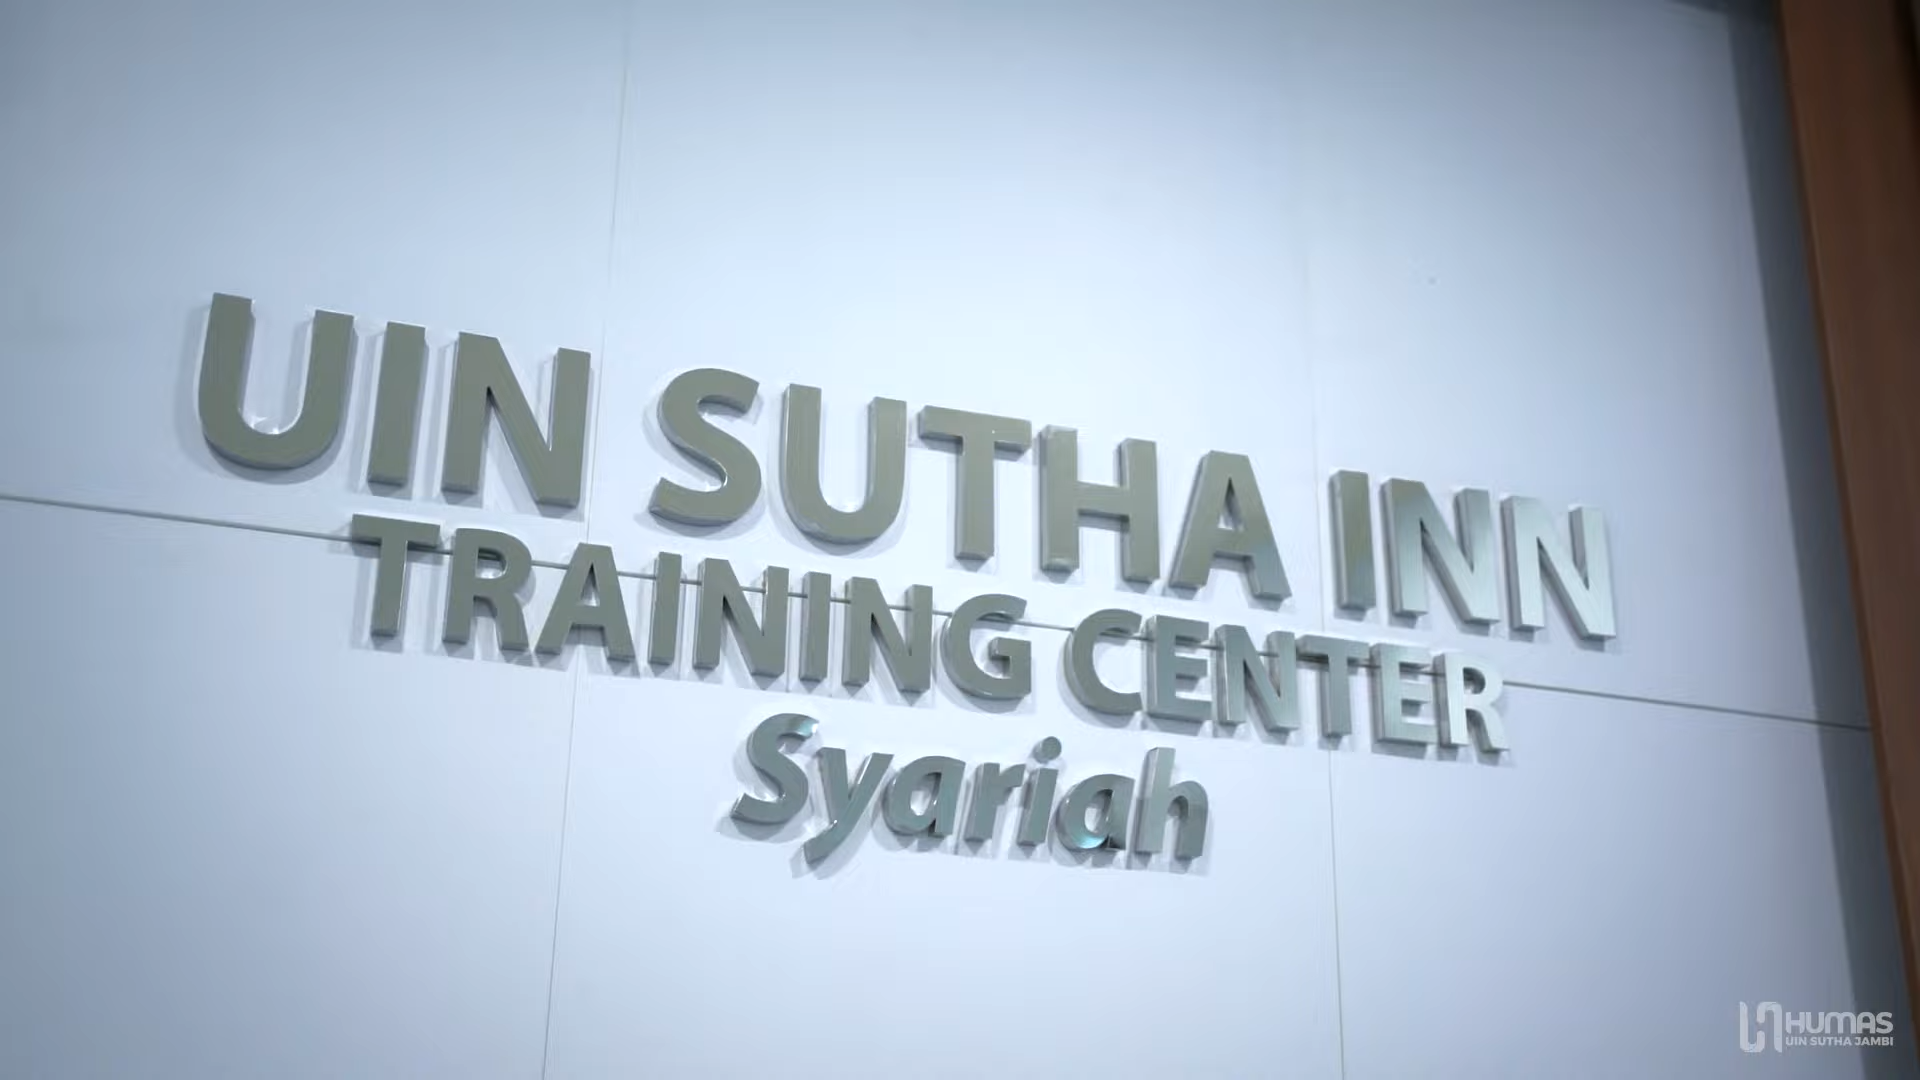 UIN SUTHA INN
TRAINING CENTER
Syariah
HUMAS
UIN SUTHA JAMBI